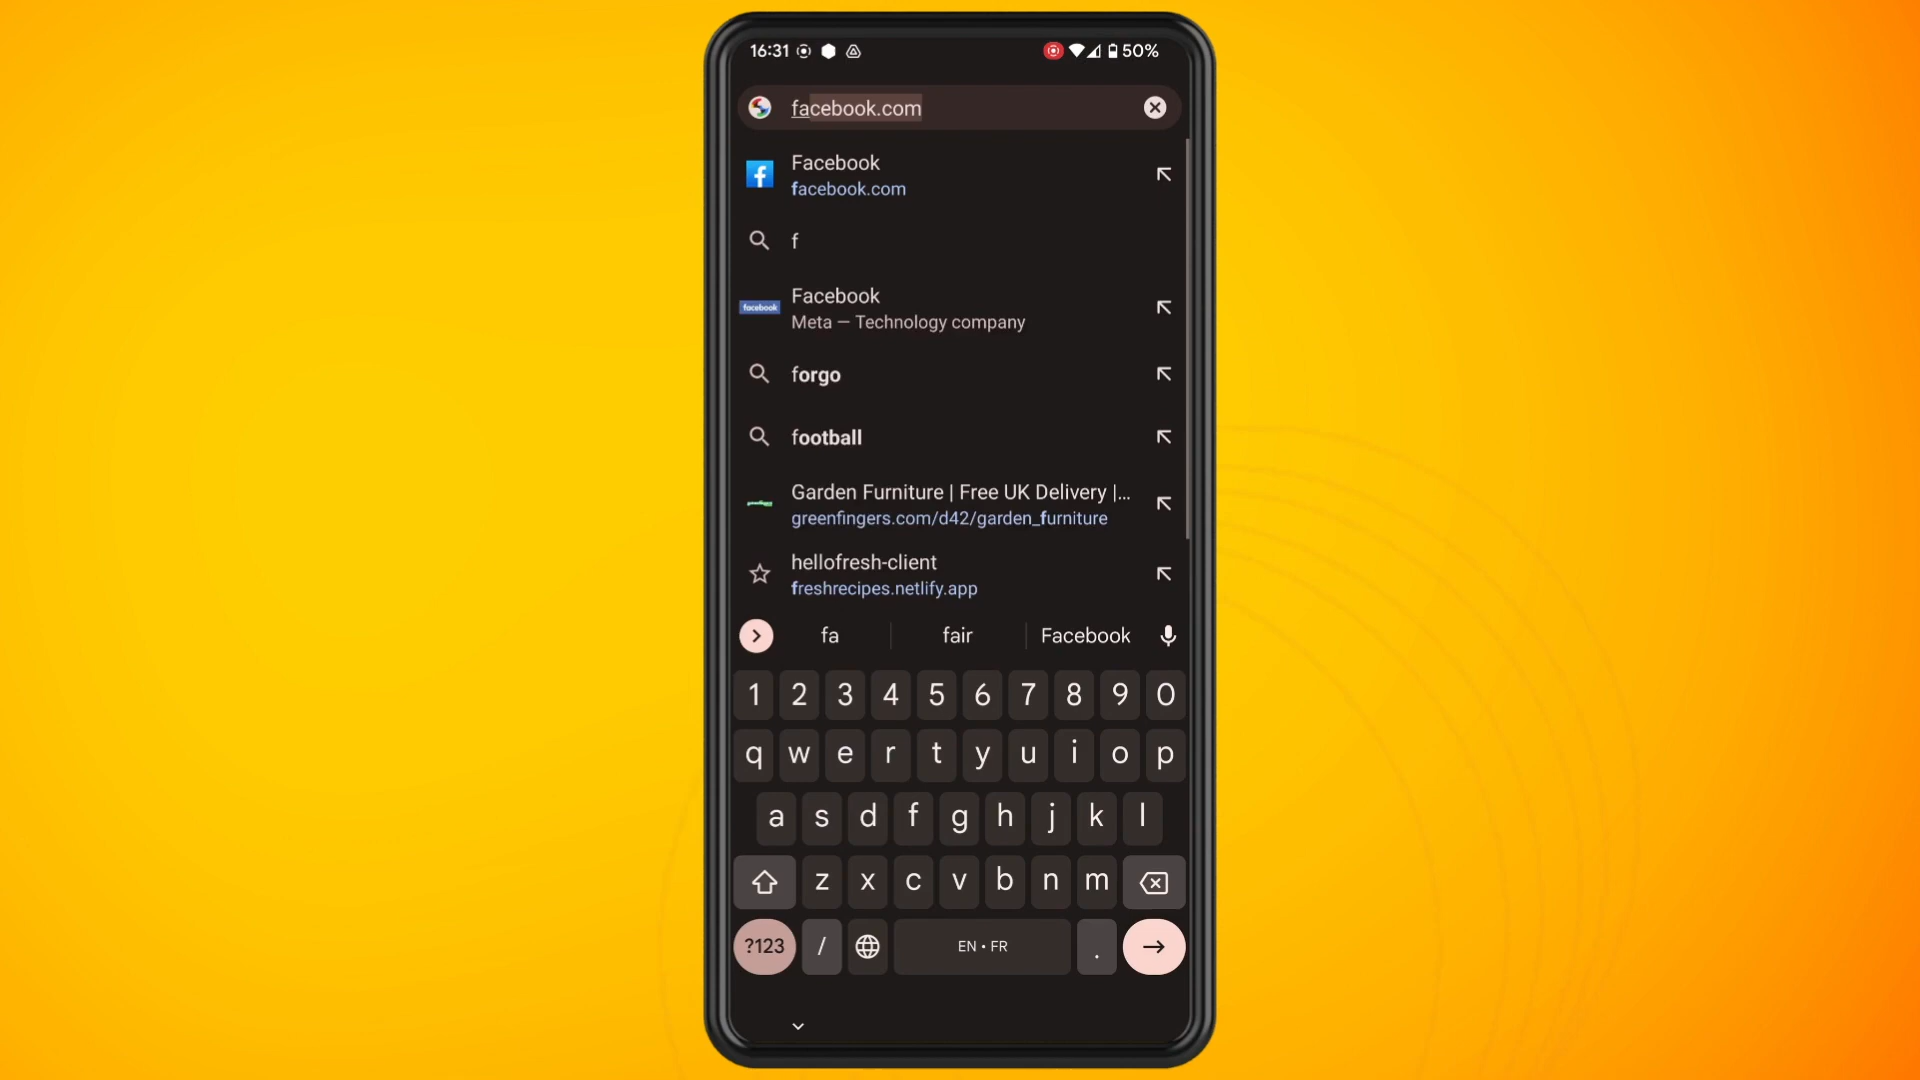 16:31 50%
facebook.com
Facebook
facebook.com
f
facebook
Facebook
Meta — Technology company
forgo
football
Garden Furniture | Free UK Delivery |...
greenfingers.com/d42/garden_furniture
hellofresh-client
freshrecipes.netlify.app
fa fair Facebook
1 2 3 4 5 6 7 8 9 0
q w e r t y u i o p
a s d f g h j k l
z x c v b n m
?123 / EN • FR .